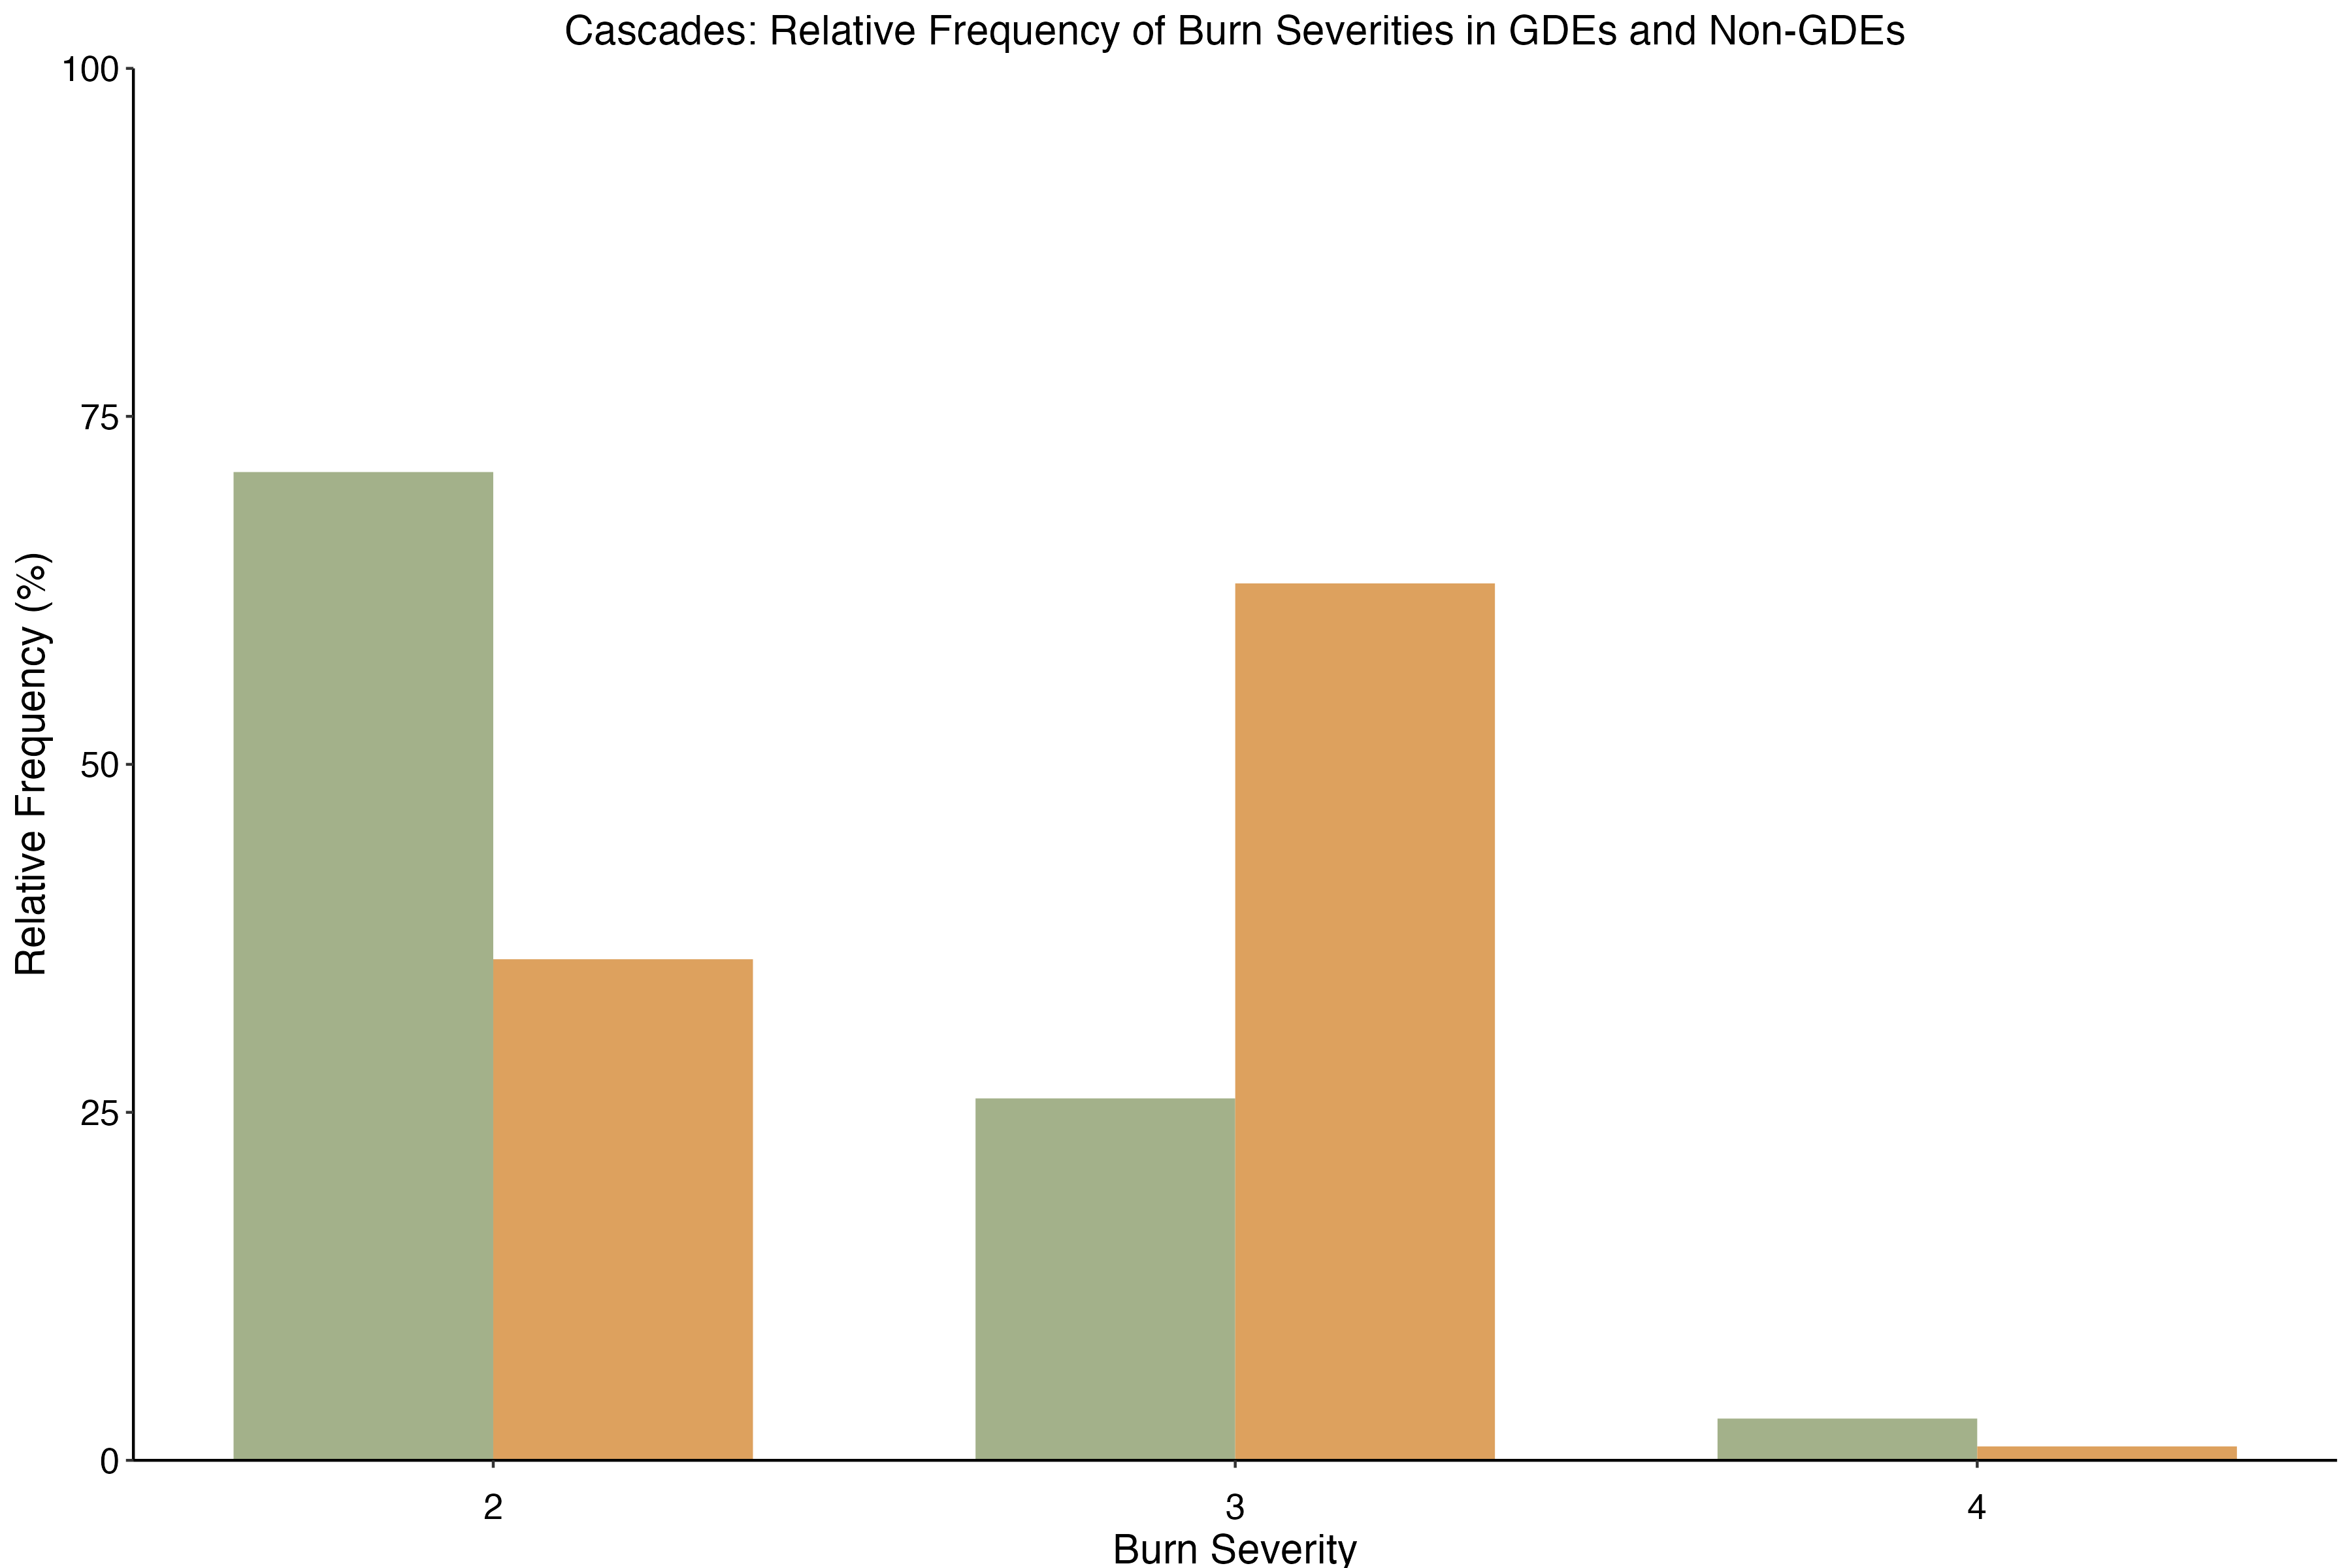 Cascades: Relative Frequency of Burn Severities in GDEs and Non-GDEs
Relative Frequency (%)
100
75
50
25
0
2
3
4
Burn Severity